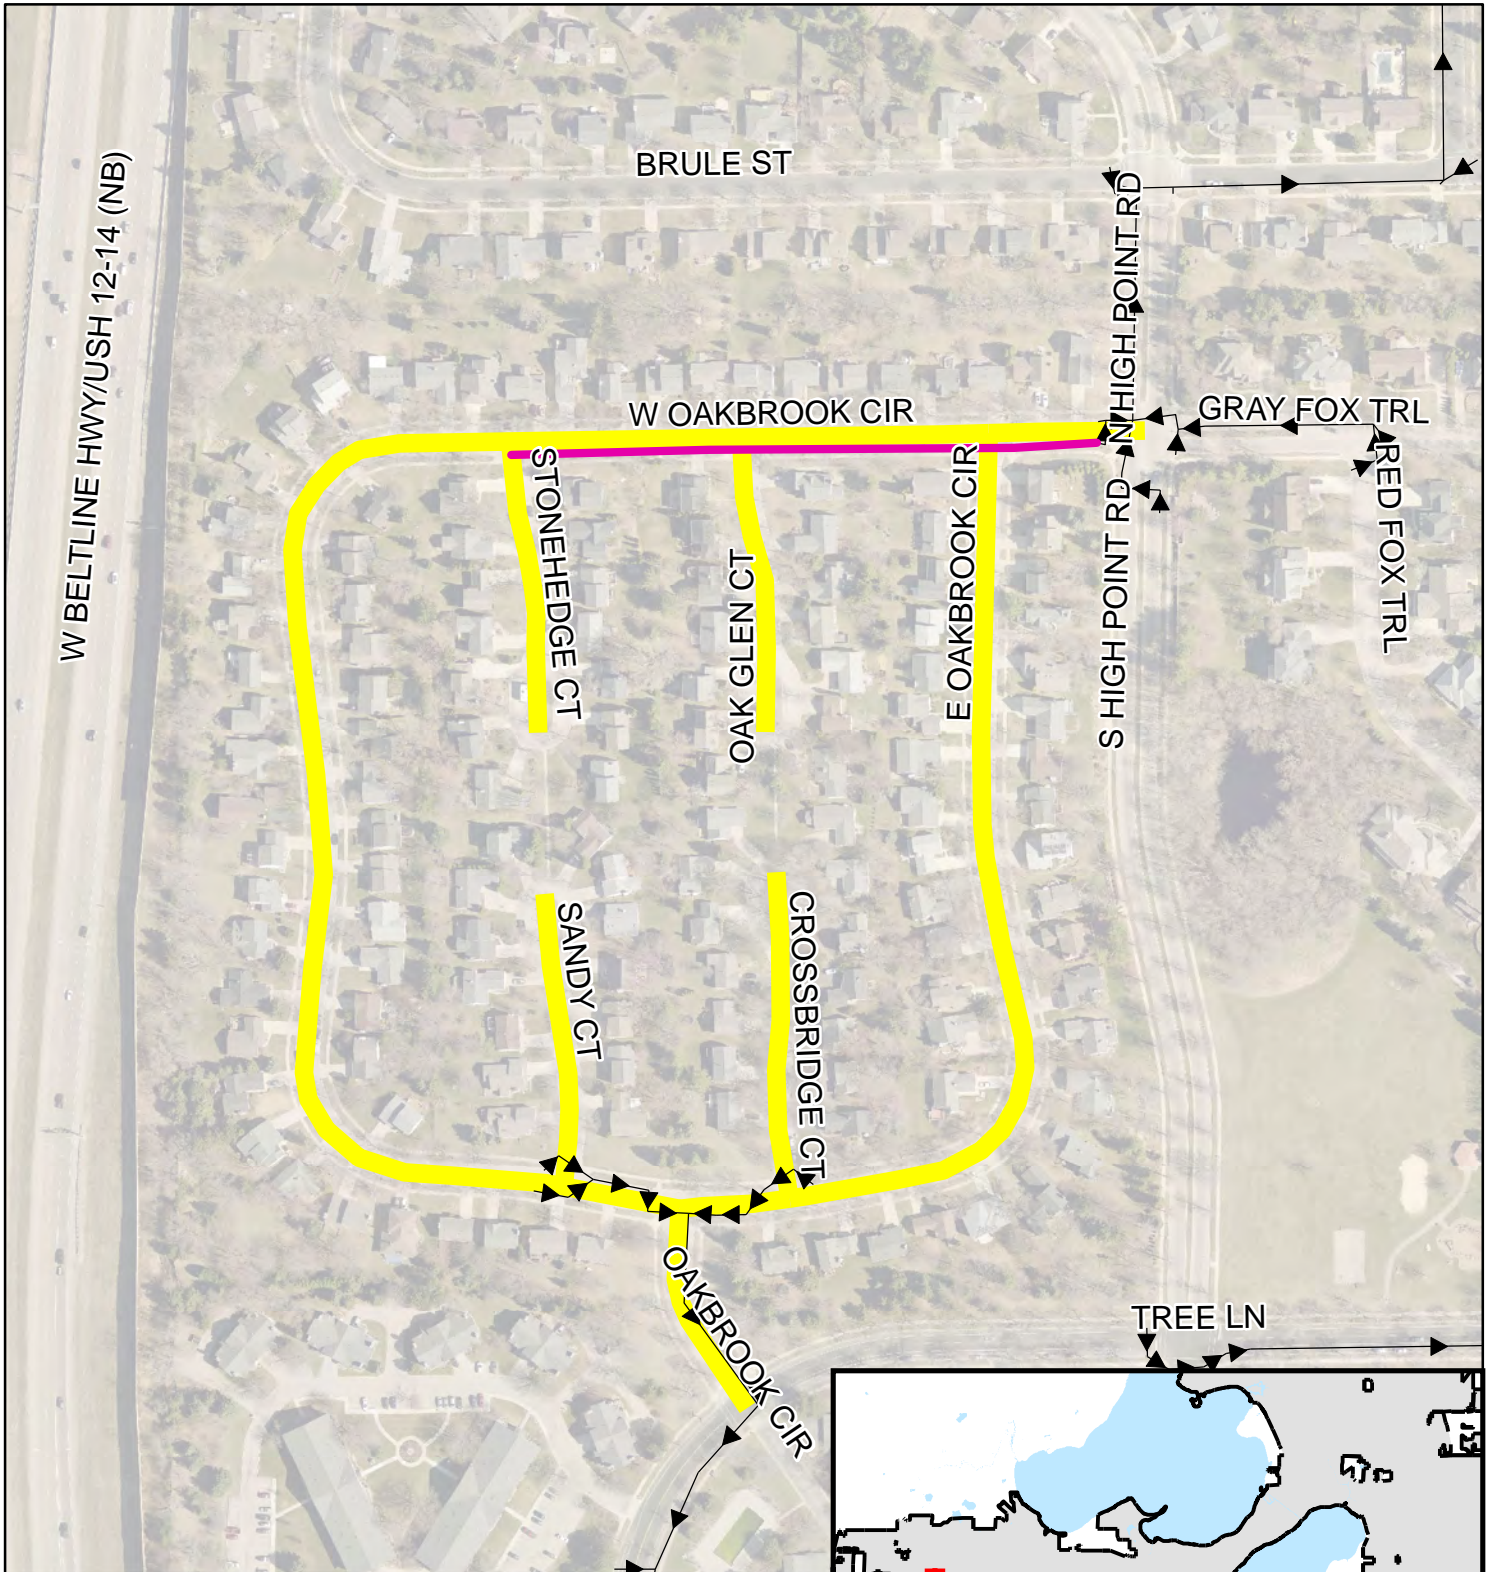 BRULE ST
W BELTLINE HWY/USH 12-14 (NB)
N HIGH POINT RD
W OAKBROOK CIR
GRAY FOX TRL
RED FOX TRL
STONEHEDGE CT
OAK GLEN CT
E OAKBROOK CIR
S HIGH POINT RD
SANDY CT
CROSSBRIDGE CT
OAKBROOK CIR
TREE LN